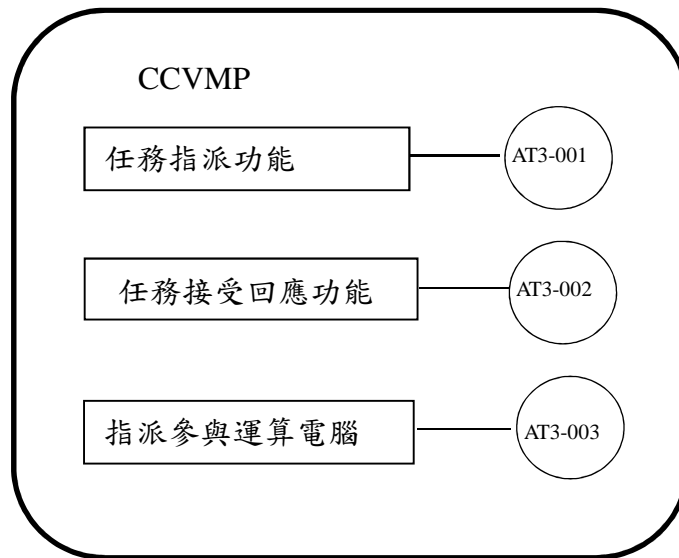 CCVMP
任務指派功能
AT3-001
任務接受回應功能
AT3-002
指派參與運算電腦
AT3-003